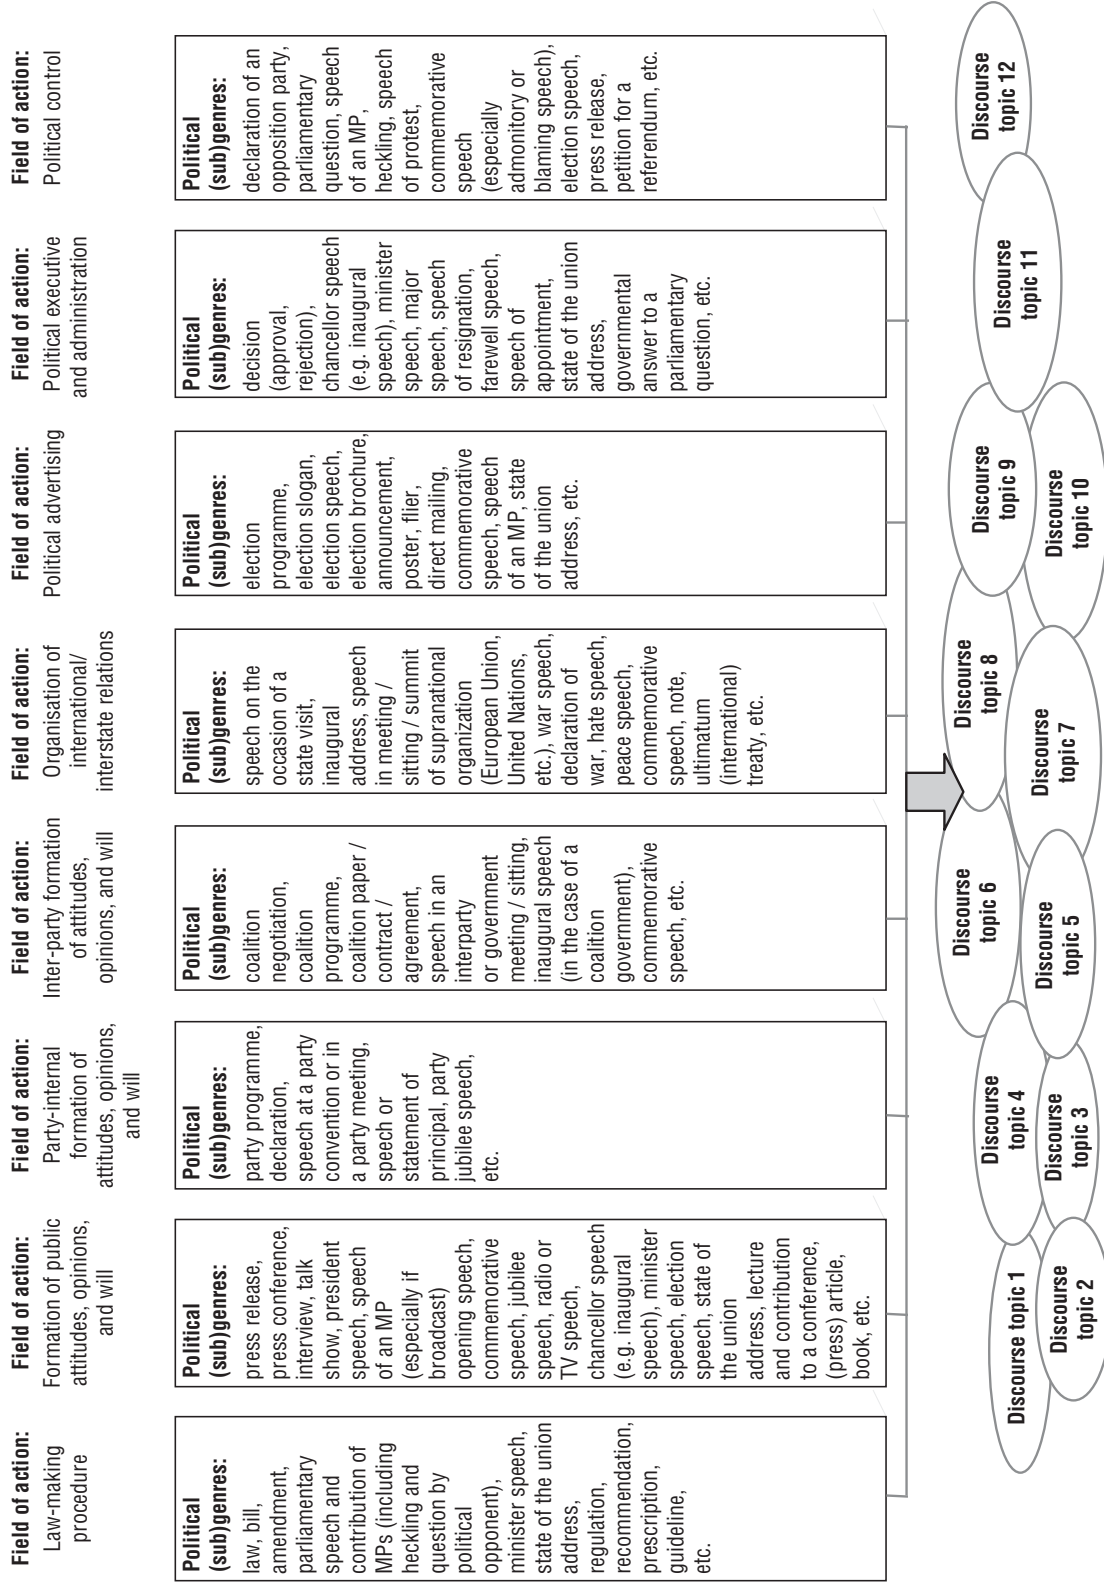 Field of action:
Law-making
procedure
Political
(sub)genres:
law, bill,
amendment,
parliamentary
speech and
contribution of
MPs (including
heckling and
question by
political
opponent),
minister speech,
state of the union
address,
regulation,
recommendation,
prescription,
guideline,
etc.
Field of action:
Formation of public
attitudes, opinions,
and will
Political
(sub)genres:
press release,
press conference,
interview, talk
show, president
speech, speech
of an MP
(especially if
broadcast)
opening speech,
commemorative
speech, jubilee
speech, radio or
TV speech,
chancellor speech
(e.g. inaugural
speech), minister
speech, election
speech, state of
the union
address, lecture
and contribution
to a conference,
(press) article,
book, etc.
Field of action:
Party-internal
formation of
attitudes, opinions,
and will
Political
(sub)genres:
party programme,
declaration,
speech at a party
convention or in
a party meeting,
speech or
statement of
principal, party
jubilee speech,
etc.
Field of action:
Inter-party formation
of attitudes,
opinions, and will
Political
(sub)genres:
coalition
negotiation,
coalition
programme,
coalition paper /
contract /
agreement,
speech in an
interparty
or government
meeting / sitting,
inaugural speech
(in the case of a
coalition
government),
commemorative
speech, etc.
Field of action:
Organisation of
international/
interstate relations
Political
(sub)genres:
speech on the
occasion of a
state visit,
inaugural
address, speech
in meeting /
sitting / summit
of supranational
organization
(European Union,
United Nations,
etc.), war speech,
declaration of
war, hate speech,
peace speech,
commemorative
speech, note,
ultimatum
(international)
treaty, etc.
Field of action:
Political advertising
Political
(sub)genres:
election
programme,
election slogan,
election speech,
election brochure,
announcement,
poster, flier,
direct mailing,
commemorative
speech, speech
of an MP, state
of the union
address, etc.
Field of action:
Political executive
and administration
Political
(sub)genres:
decision
(approval,
rejection),
chancellor speech
(e.g. inaugural
speech), minister
speech, major
speech, speech
of resignation,
farewell speech,
speech of
appointment,
state of the union
address,
governmental
answer to a
parliamentary
question, etc.
Field of action:
Political control
Political
(sub)genres:
declaration of an
opposition party,
parliamentary
question, speech
of an MP,
heckling, speech
of protest,
commemorative
speech
(especially
admonitory or
blaming speech),
election speech,
press release,
petition for a
referendum, etc.
Discourse topic 1
Discourse
topic 2
Discourse
topic 3
Discourse
topic 4
Discourse
topic 5
Discourse
topic 6
Discourse
topic 7
Discourse
topic 8
Discourse
topic 9
Discourse
topic 10
Discourse
topic 11
Discourse
topic 12